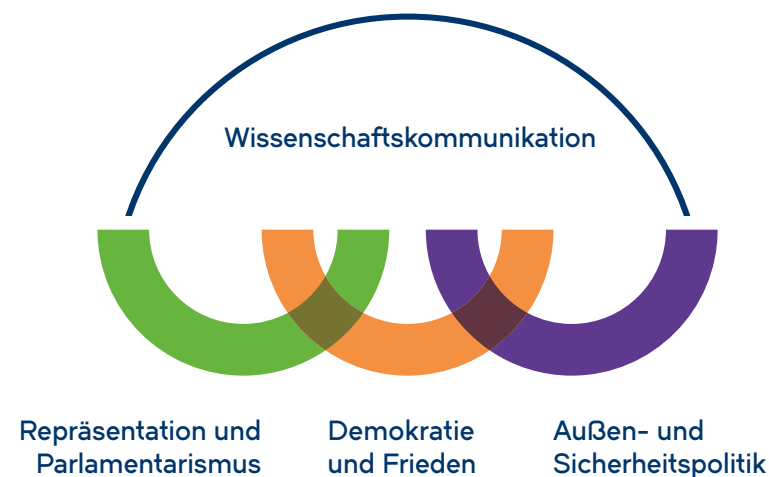 Wissenschaftskommunikation
Repräsentation und
Parlamentarismus
Demokratie
und Frieden
Außen- und
Sicherheitspolitik